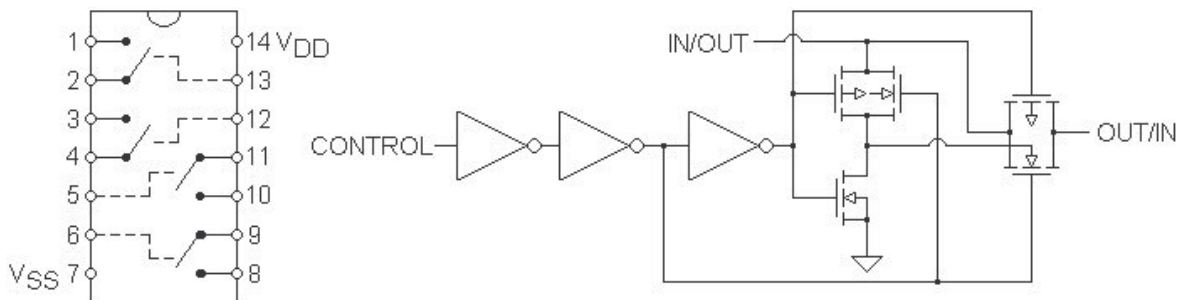 1
14 VDD
2
13
3
12
4
11
5
10
6
9
VSS 7
8
IN/OUT
CONTROL
OUT/IN